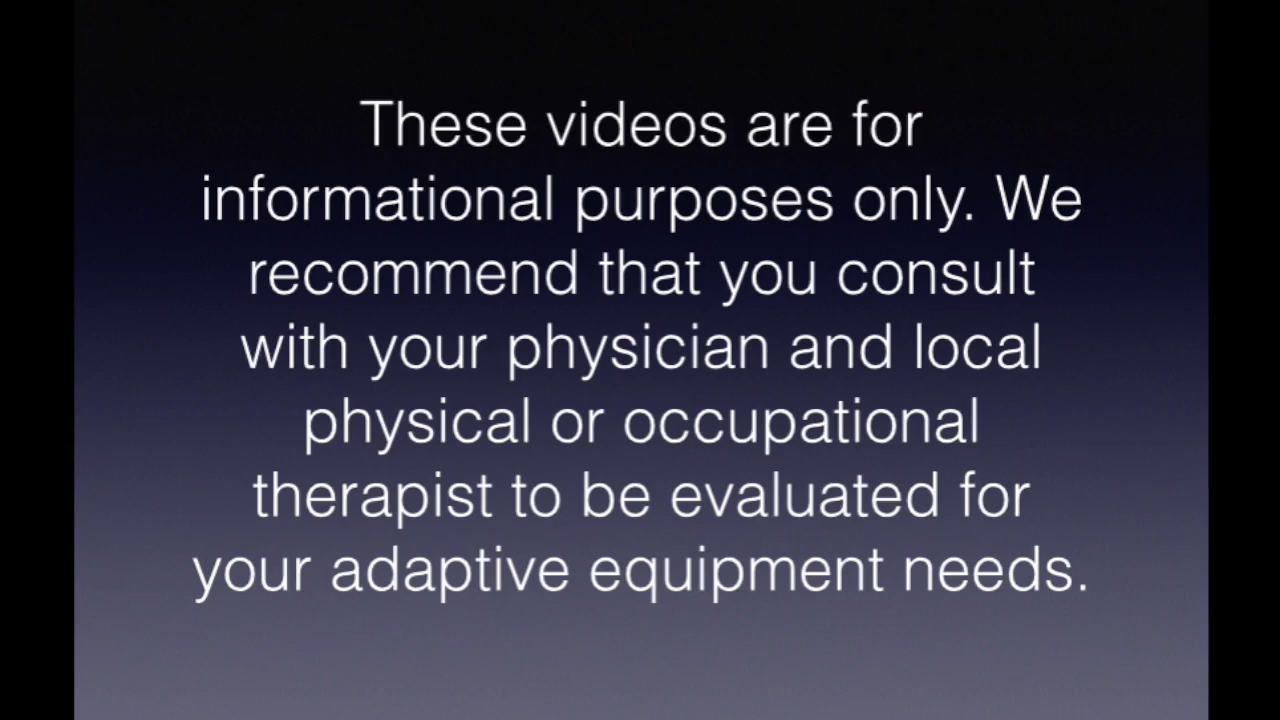 These videos are for
informational purposes only. We
recommend that you consult
with your physician and local
physical or occupational
therapist to be evaluated for
your adaptive equipment needs.